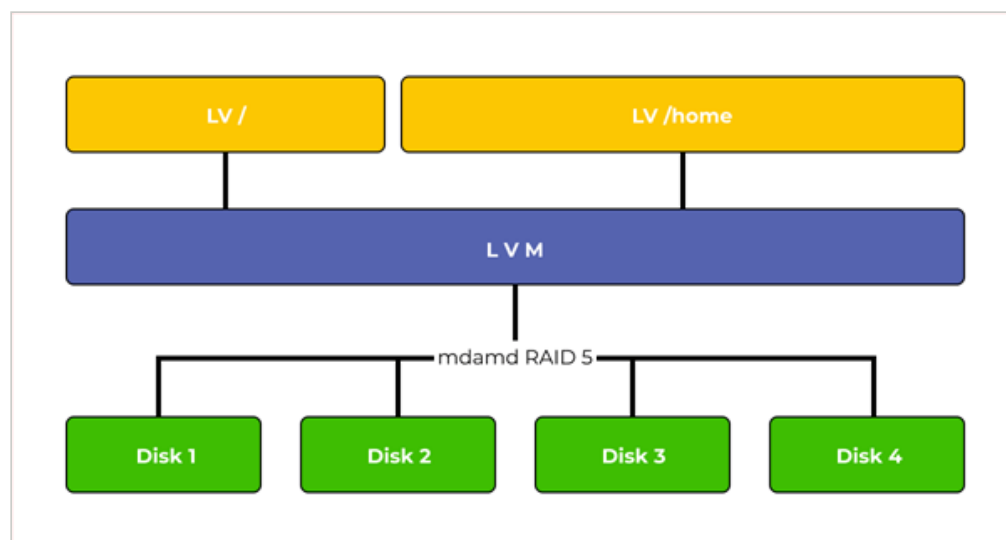 LV /
LV /home
L V M
mdamd RAID 5
Disk 1
Disk 2
Disk 3
Disk 4